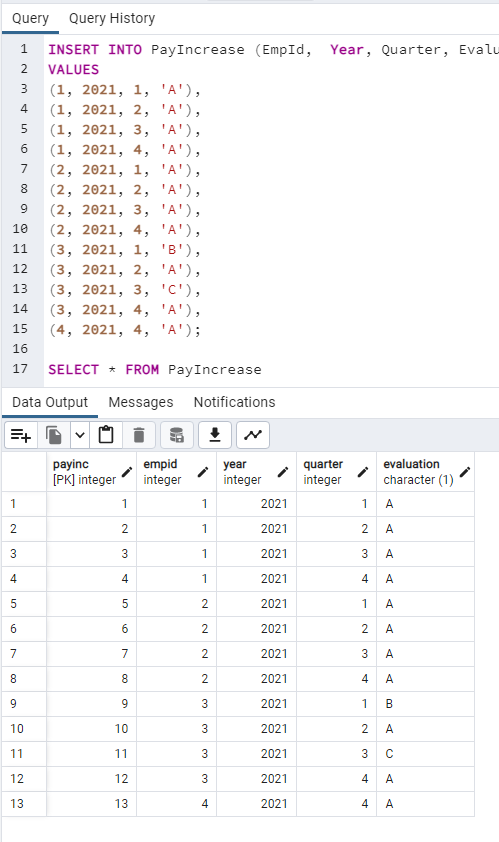 Query Query History
1 INSERT INTO PayIncrease (EmpId,  Year, Quarter, Evalu
2 VALUES
3 (1, 2021, 1, 'A'),
4 (1, 2021, 2, 'A'),
5 (1, 2021, 3, 'A'),
6 (1, 2021, 4, 'A'),
7 (2, 2021, 1, 'A'),
8 (2, 2021, 2, 'A'),
9 (2, 2021, 3, 'A'),
10 (2, 2021, 4, 'A'),
11 (3, 2021, 1, 'B'),
12 (3, 2021, 2, 'A'),
13 (3, 2021, 3, 'C'),
14 (3, 2021, 4, 'A'),
15 (4, 2021, 4, 'A');
16
17 SELECT * FROM PayIncrease
Data Output Messages Notifications
payinc empid year quarter evaluation
[PK] integer integer integer integer character (1)
1 1 1 2021 1 A
2 2 1 2021 2 A
3 3 1 2021 3 A
4 4 1 2021 4 A
5 5 2 2021 1 A
6 6 2 2021 2 A
7 7 2 2021 3 A
8 8 2 2021 4 A
9 9 3 2021 1 B
10 10 3 2021 2 A
11 11 3 2021 3 C
12 12 3 2021 4 A
13 13 4 2021 4 A